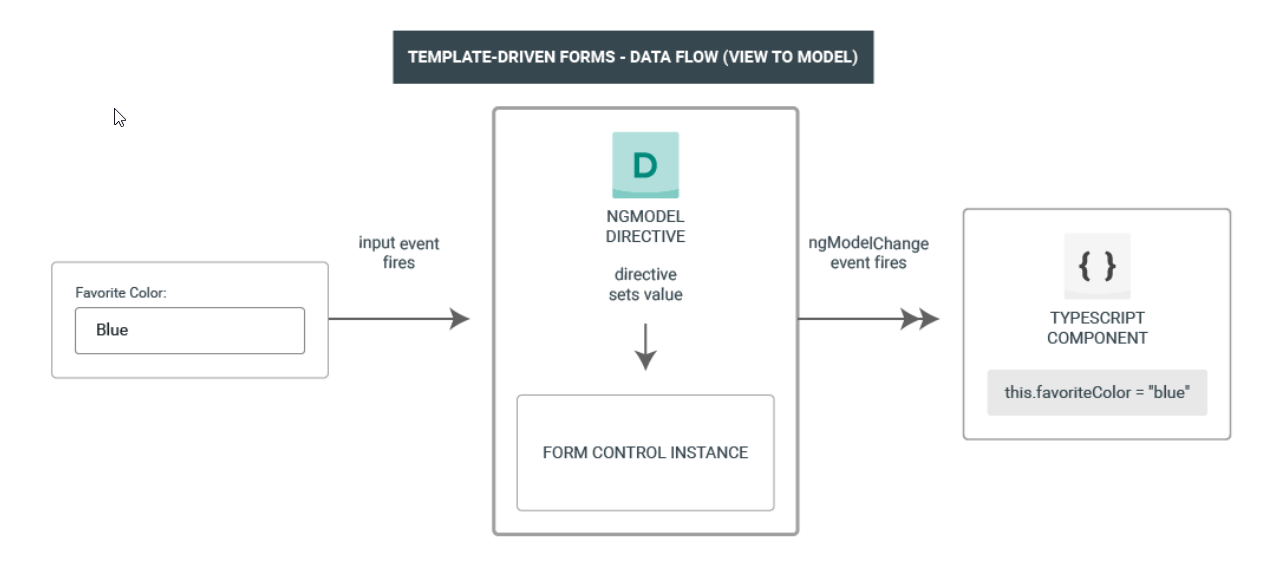 TEMPLATE-DRIVEN FORMS - DATA FLOW (VIEW TO MODEL)
Favorite Color:
Blue
input event
fires
D
NGMODEL
DIRECTIVE
directive
sets value
FORM CONTROL INSTANCE
ngModelChange
event fires
{ }
TYPESCRIPT
COMPONENT
this.favoriteColor = "blue"